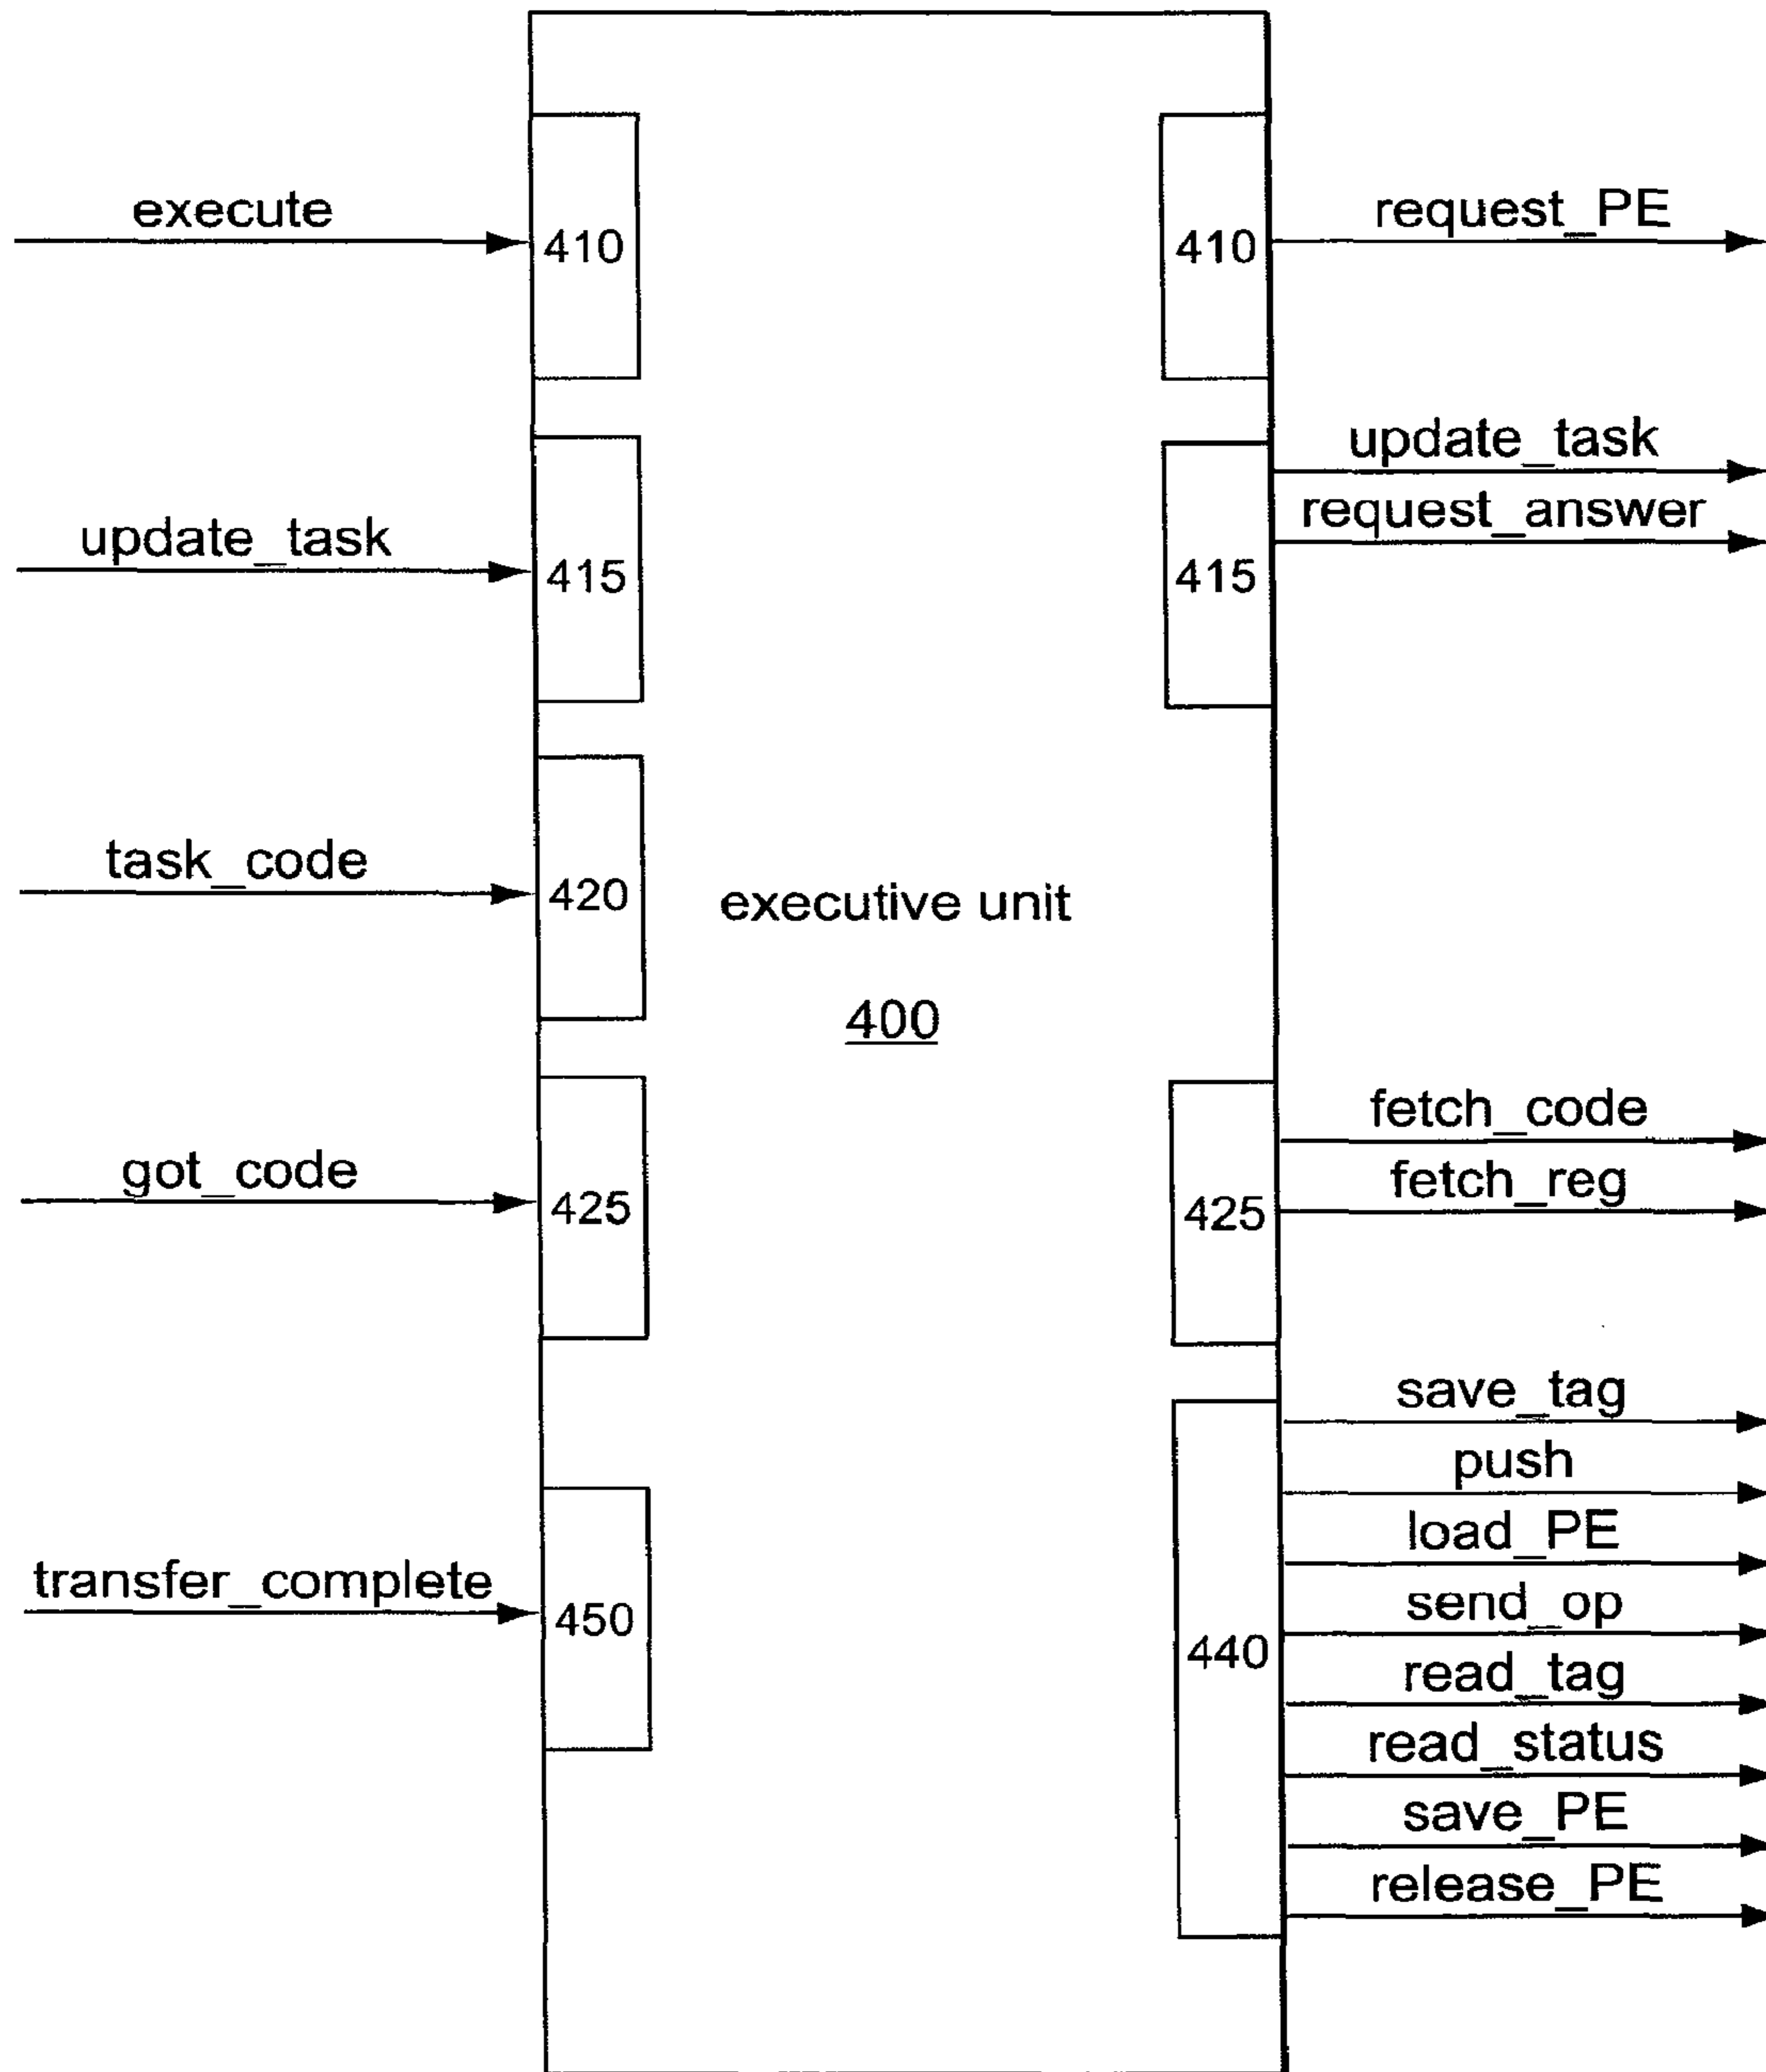 execute
410
410
request_PE
update_task
request_answer
update_task
415
415
task_code
420
executive unit
400
fetch_code
fetch_reg
got_code
425
425
save_tag
push
load_PE
send_op
transfer_complete
450
440
read_tag
read_status
save_PE
release_PE